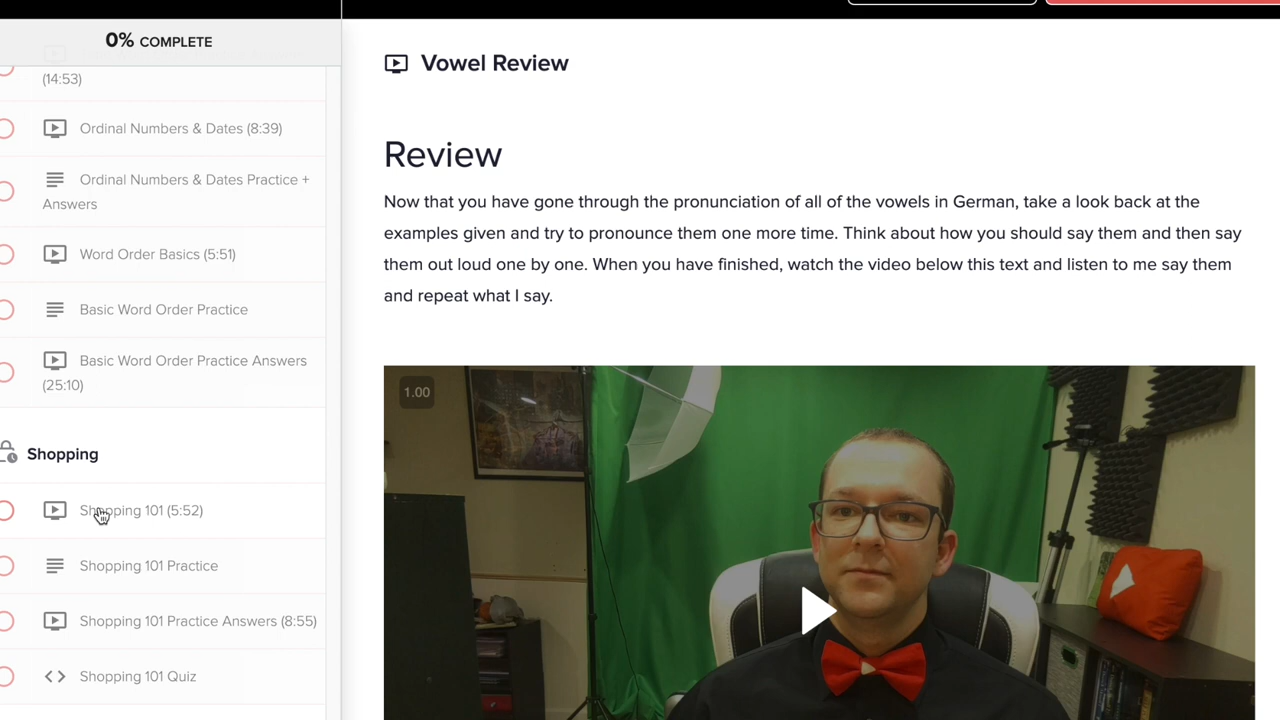 0% COMPLETE
(14:53)
Ordinal Numbers & Dates (8:39)
Ordinal Numbers & Dates Practice +
Answers
Word Order Basics (5:51)
Basic Word Order Practice
Basic Word Order Practice Answers
(25:10)
Shopping
Shopping 101 (5:52)
Shopping 101 Practice
Shopping 101 Practice Answers (8:55)
Shopping 101 Quiz
Vowel Review
Review
Now that you have gone through the pronunciation of all of the vowels in German, take a look back at the
examples given and try to pronounce them one more time. Think about how you should say them and then say
them out loud one by one. When you have finished, watch the video below this text and listen to me say them
and repeat what I say.
1.00